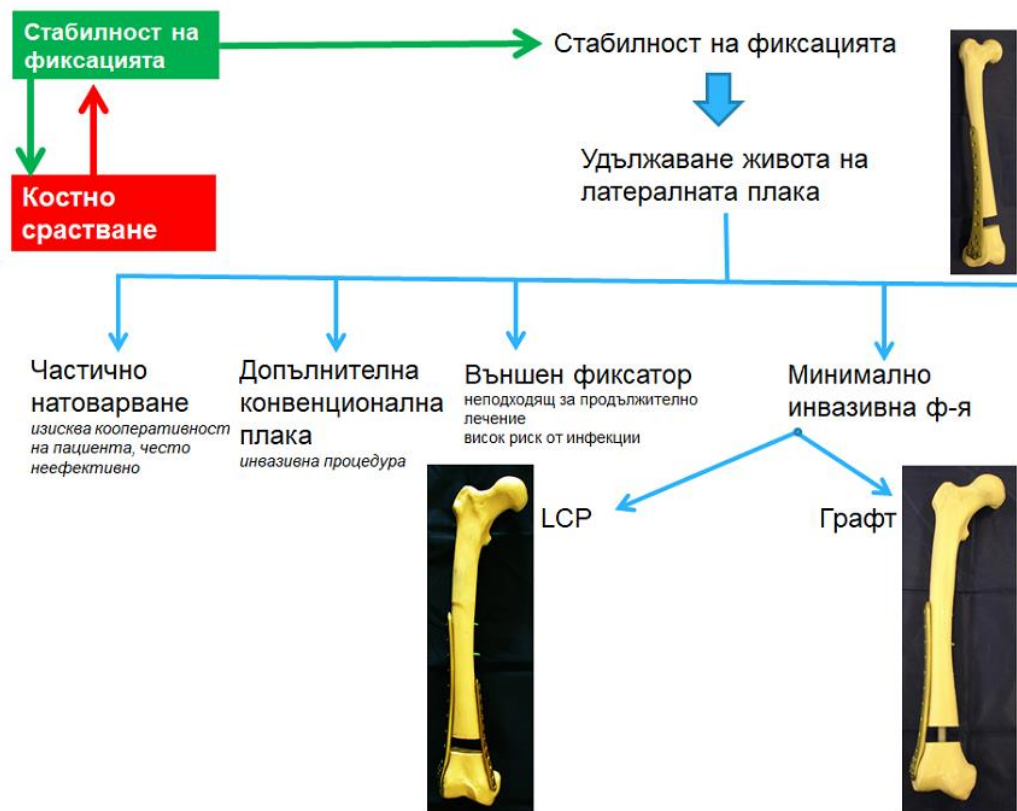 Стабилност на
фиксацията
Стабилност на фиксацията
Удължаване живота на
латералната плака
Костно
срастване
Частично
натоварване
изисква кооперативност
на пациента, често
неефективно
Допълнителна
конвенционална
плака
инвазивна процедура
Външен фиксатор
неподходящ за продължително
лечение
висок риск от инфекции
Минимално
инвазивна ф-я
LCP
Графт